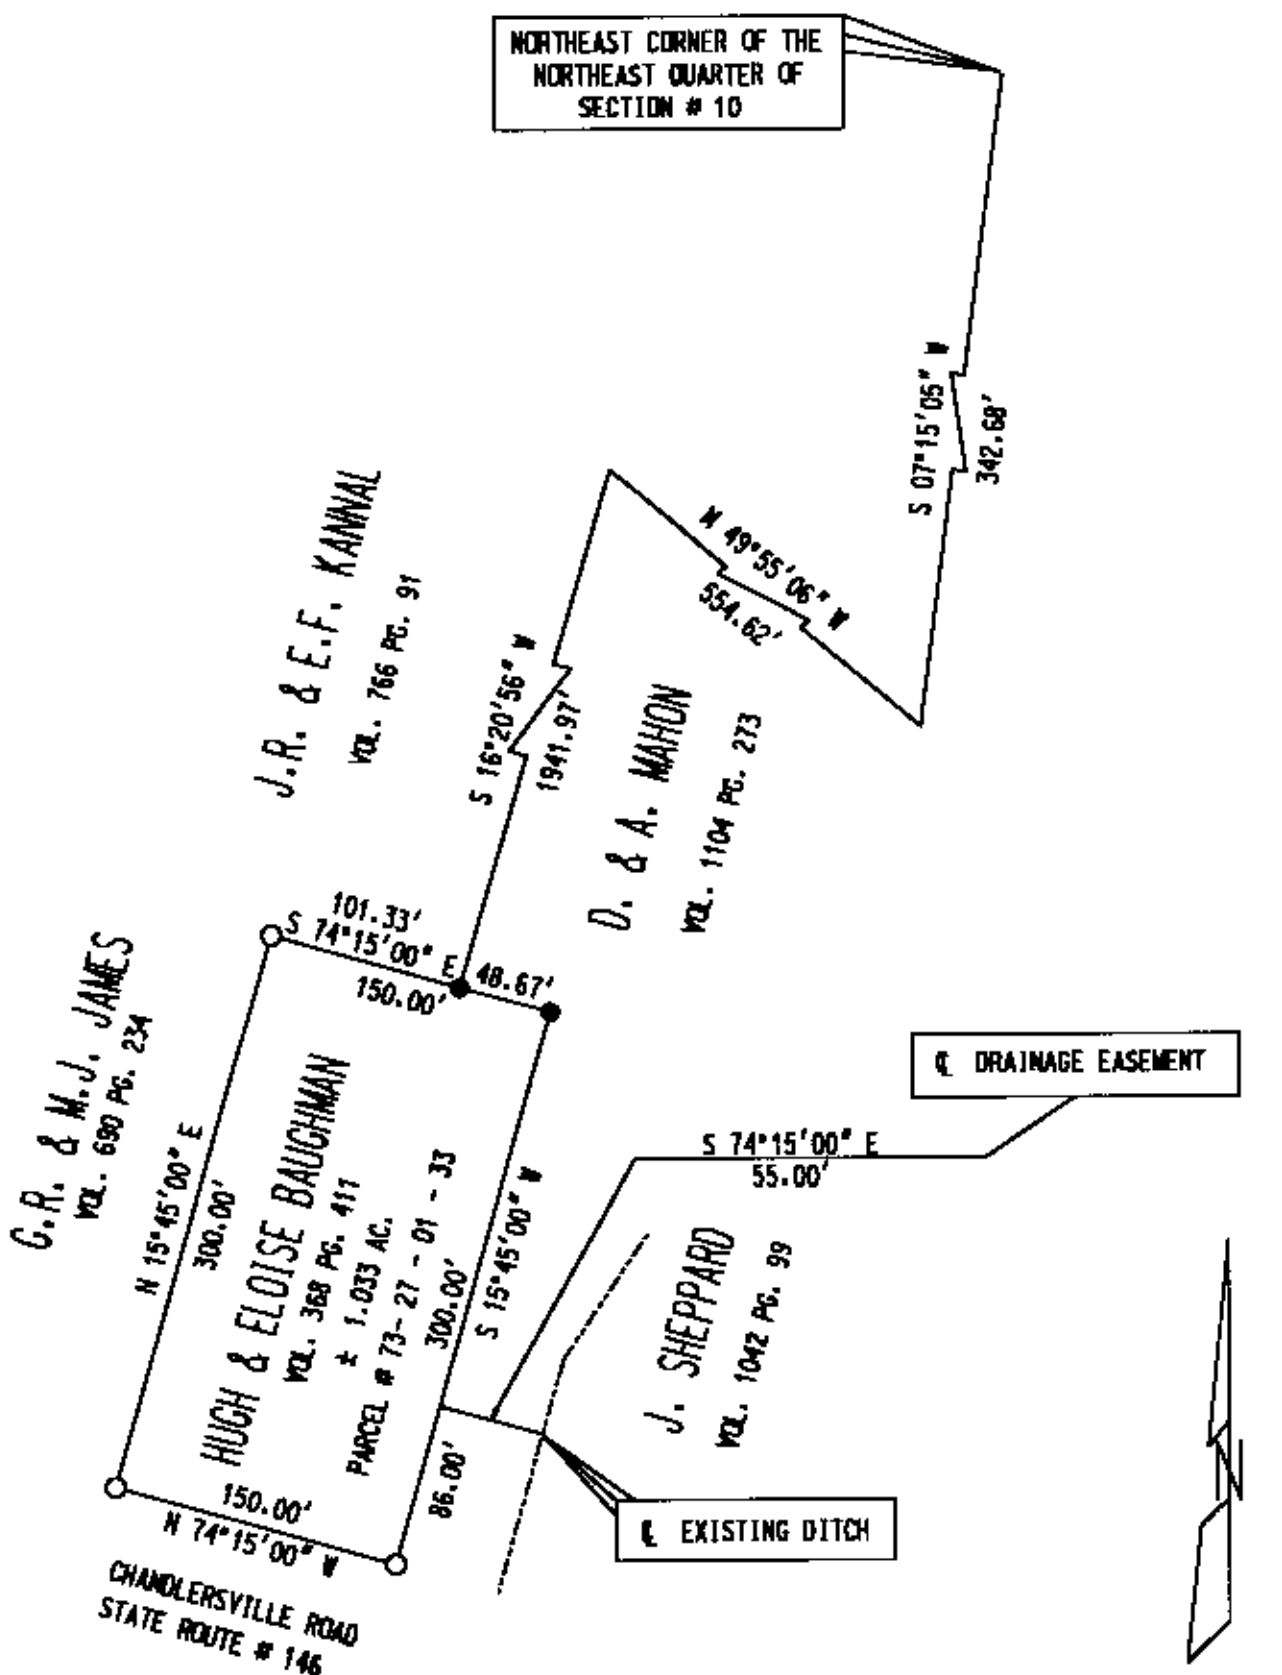 NORTHEAST CORNER OF THE
NORTHEAST QUARTER OF
SECTION # 10
S 07°15'05" W
342.68'
N 49°55'06" W
554.62'
J.R. & E.F. KANNAL
VOL. 766 PG. 91
S 16°20'56" W
1941.97'
D. & A. MAHON
VOL. 1104 PG. 273
101.33'
S 74°15'00" E
150.00'
48.67'
G.R. & M.J. JAMES
VOL. 690 PG. 234
N 15°45'00" E
300.00'
HUGH & ELOISE BAUGHMAN
VOL. 368 PG. 411
± 1.033 AC.
PARCEL # 73-27-01-33
300.00'
S 15°45'00" W
℄ DRAINAGE EASEMENT
S 74°15'00" E
55.00'
J. SHEPPARD
VOL. 1042 PG. 99
86.00'
℄ EXISTING DITCH
150.00'
N 74°15'00" W
CHANDLERSVILLE ROAD
STATE ROUTE # 146
N